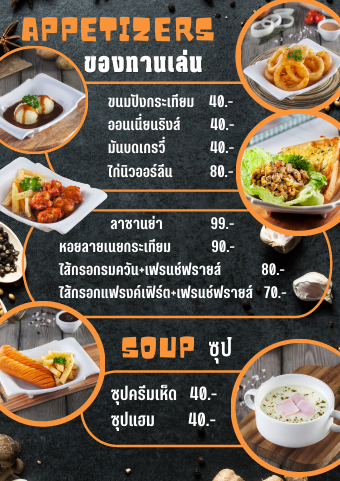 APPETIZERS
ของทานเล่น
ขนมปังกระเทียม 40.-
ออนเนี่ยนริงส์ 40.-
มันบดเกรวี่ 40.-
ไก่นิวออร์ลีน 80.-
ลาซานย่า 99.-
หอยลายเนยกระเทียม 90.-
ไส้กรอกรมควัน+เฟรนช์ฟรายส์ 80.-
ไส้กรอกแฟรงค์เฟิร์ต+เฟรนช์ฟรายส์ 70.-
SOUP ซุป
ซุปครีมเห็ด 40.-
ซุปแฮม 40.-